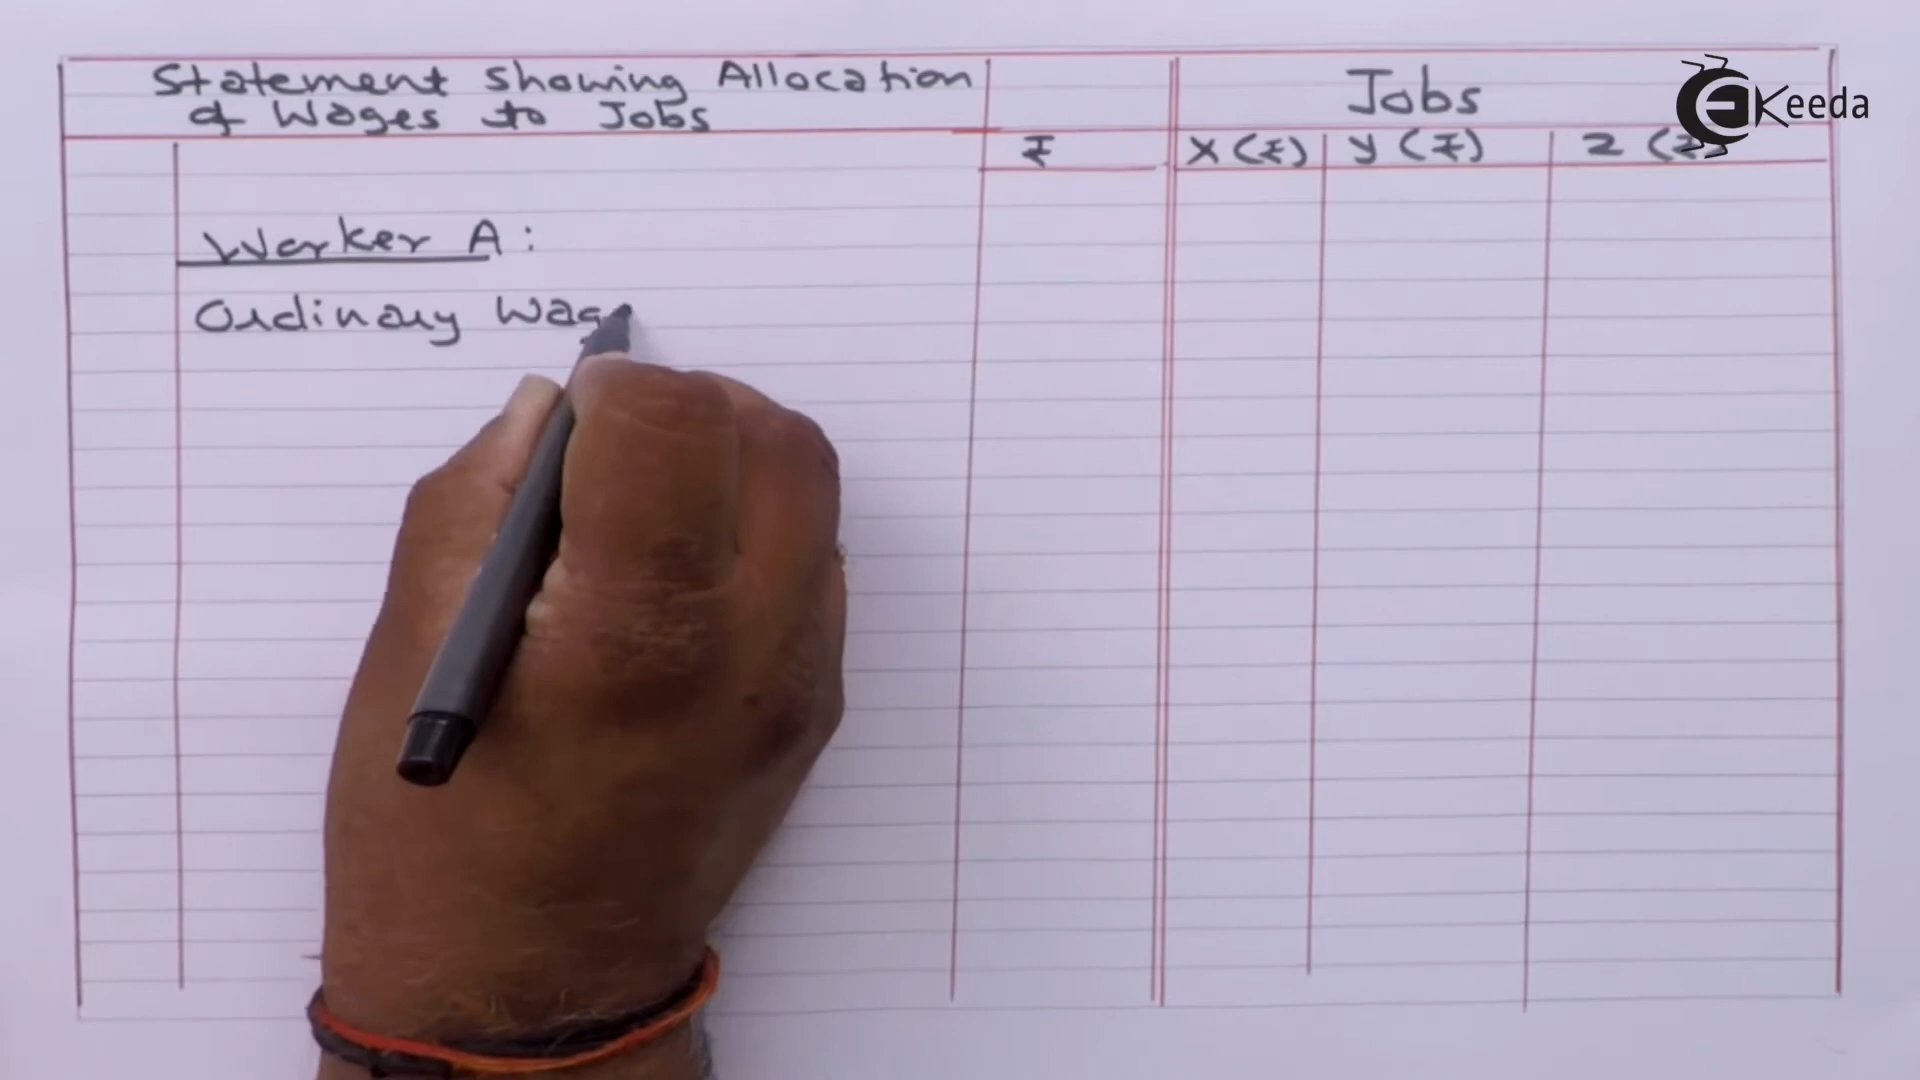 Statement showing Allocation
of Wages to Jobs
Jobs
Keeda
₹
X (₹)
Y (₹)
Z (₹)
Worker A:
Ordinary Wag